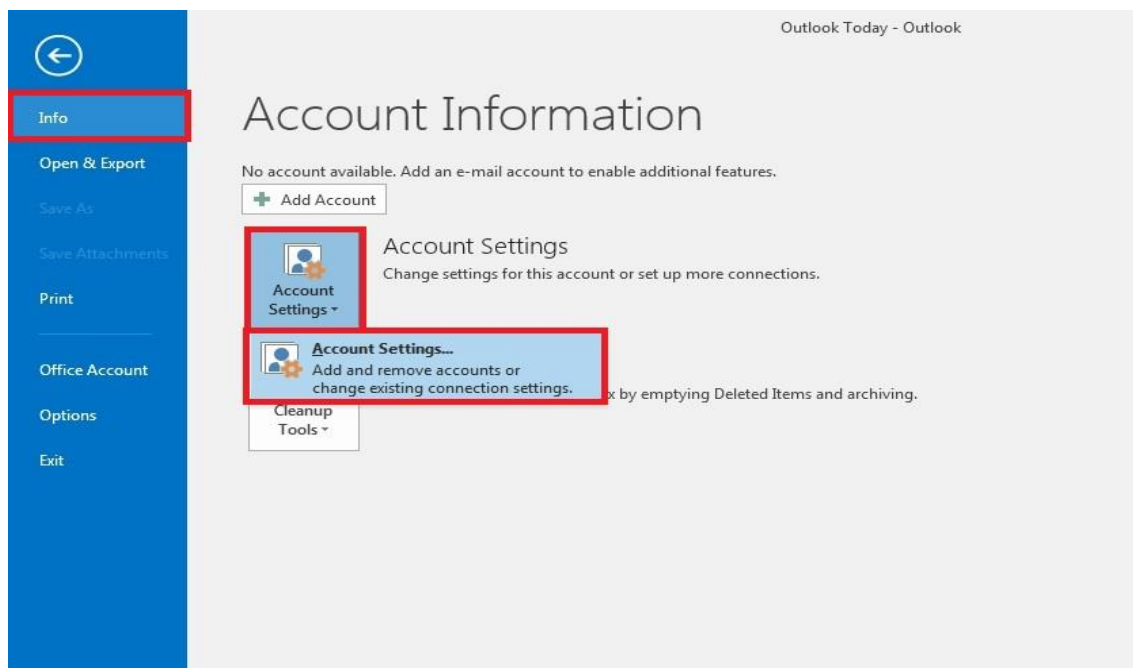 Outlook Today - Outlook
Info
Open & Export
Save As
Save Attachments
Print
Office Account
Options
Exit
Account Information
No account available. Add an e-mail account to enable additional features.
Add Account
Account
Settings
Account Settings
Change settings for this account or set up more connections.
Account Settings...
Add and remove accounts or
change existing connection settings.
x by emptying Deleted Items and archiving.
Cleanup
Tools